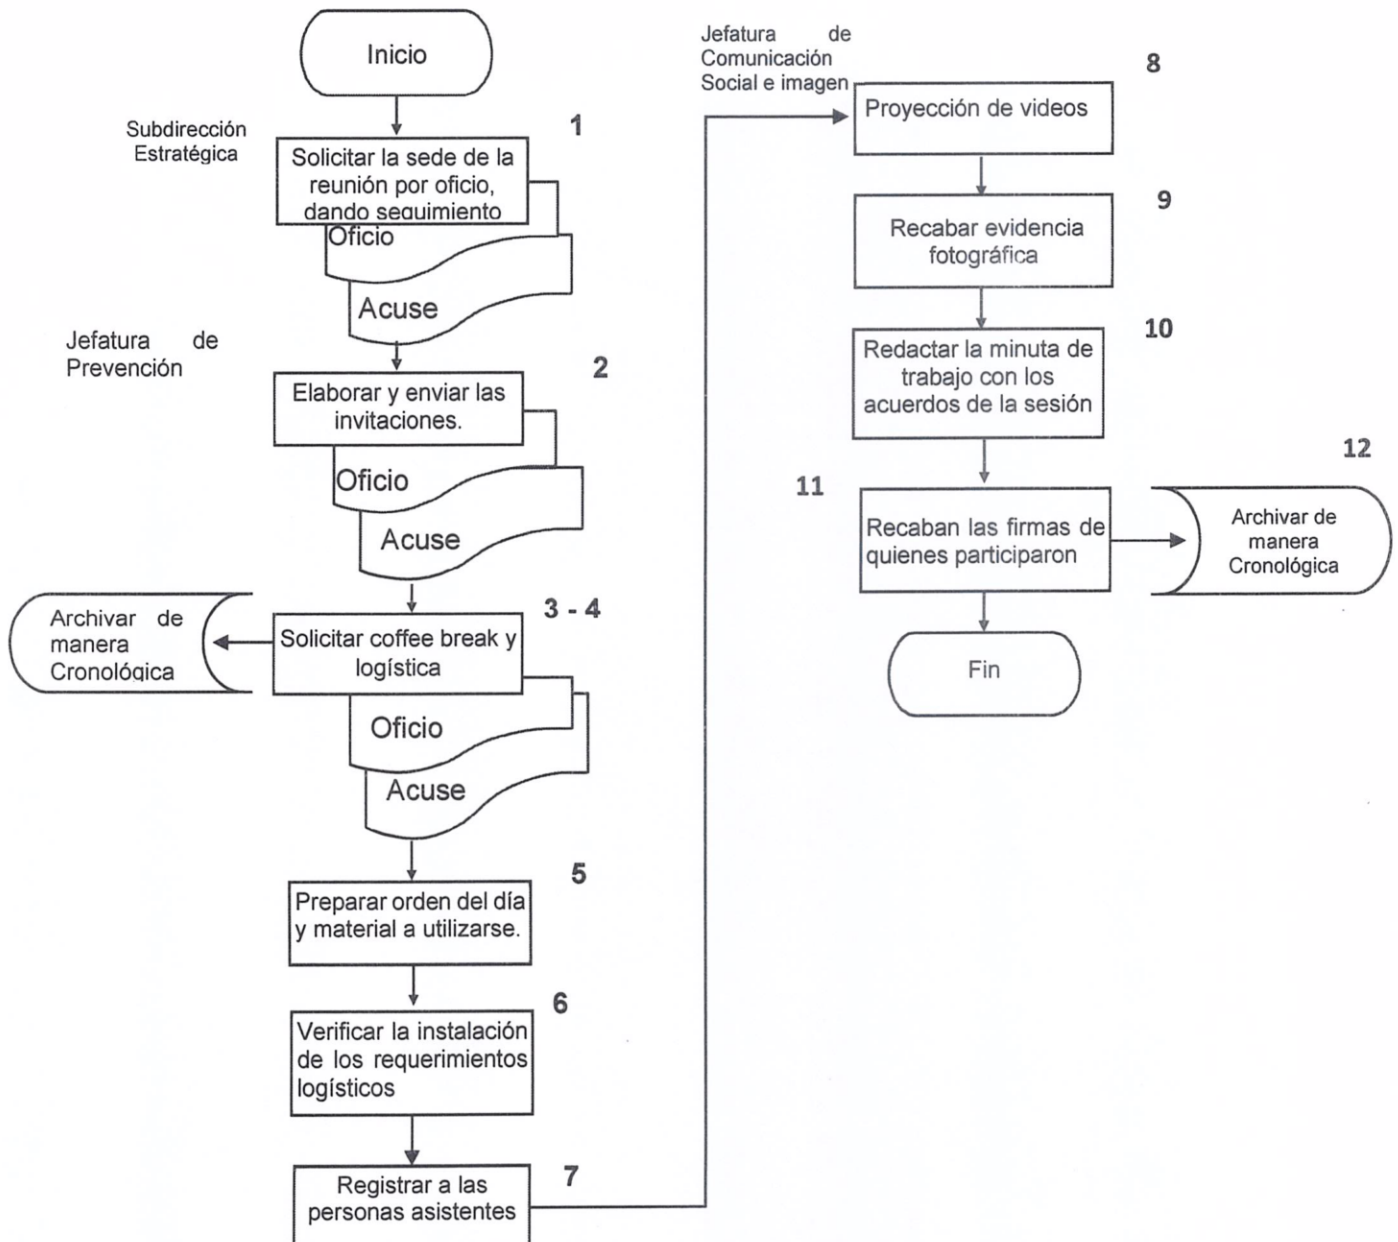 Inicio
Subdirección
Estratégica
1
Solicitar la sede de la
reunión por oficio,
dando seguimiento
Oficio
Acuse
Jefatura de
Prevención
2
Elaborar y enviar las
invitaciones.
Oficio
Acuse
3 - 4
Solicitar coffee break y
logística
Archivar de
manera
Cronológica
Oficio
Acuse
5
Preparar orden del día
y material a utilizarse.
6
Verificar la instalación
de los requerimientos
logísticos
7
Registrar a las
personas asistentes
Jefatura de
Comunicación
Social e imagen
8
Proyección de videos
9
Recabar evidencia
fotográfica
10
Redactar la minuta de
trabajo con los
acuerdos de la sesión
11
Recaban las firmas de
quienes participaron
12
Archivar de
manera
Cronológica
Fin